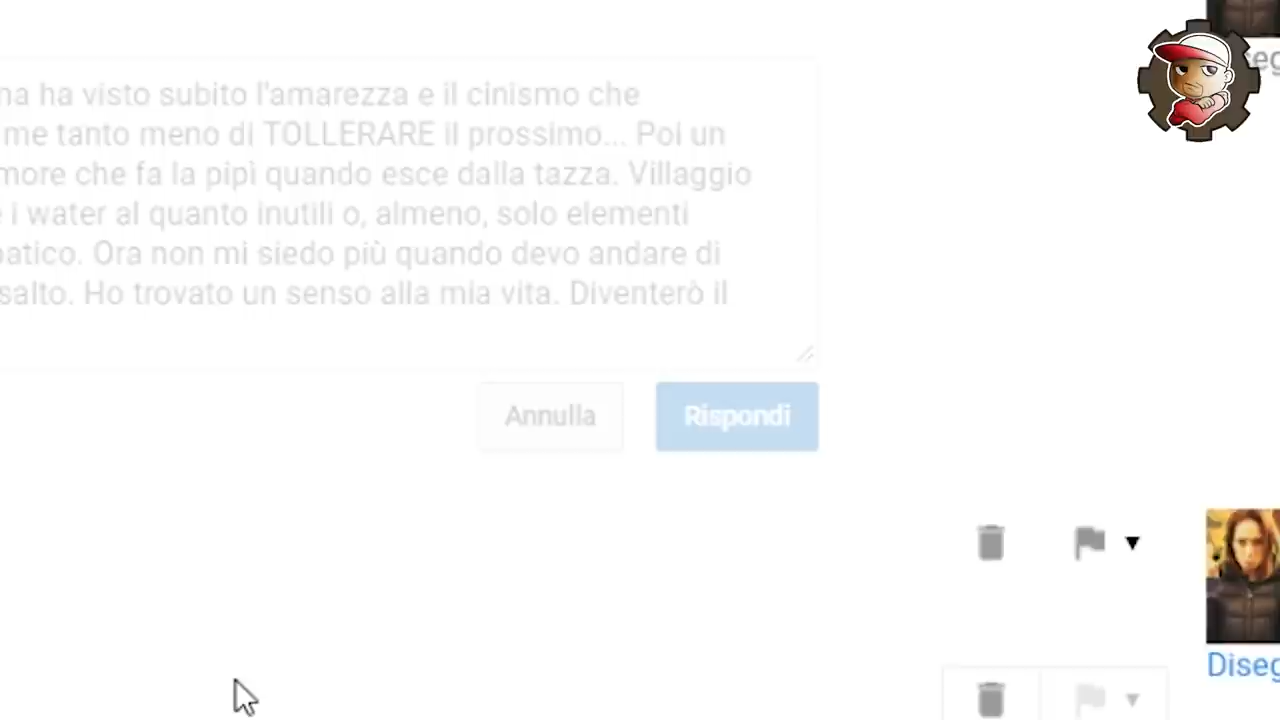 ma ha visto subito l'amarezza e il cinismo che
me tanto meno di TOLLERARE il prossimo... Poi un
more che fa la pipì quando esce dalla tazza. Villaggio
e i water al quanto inutili o, almeno, solo elementi
patico. Ora non mi siedo più quando devo andare di
salto. Ho trovato un senso alla mia vita. Diventerò il
Annulla
Rispondi
Diseg